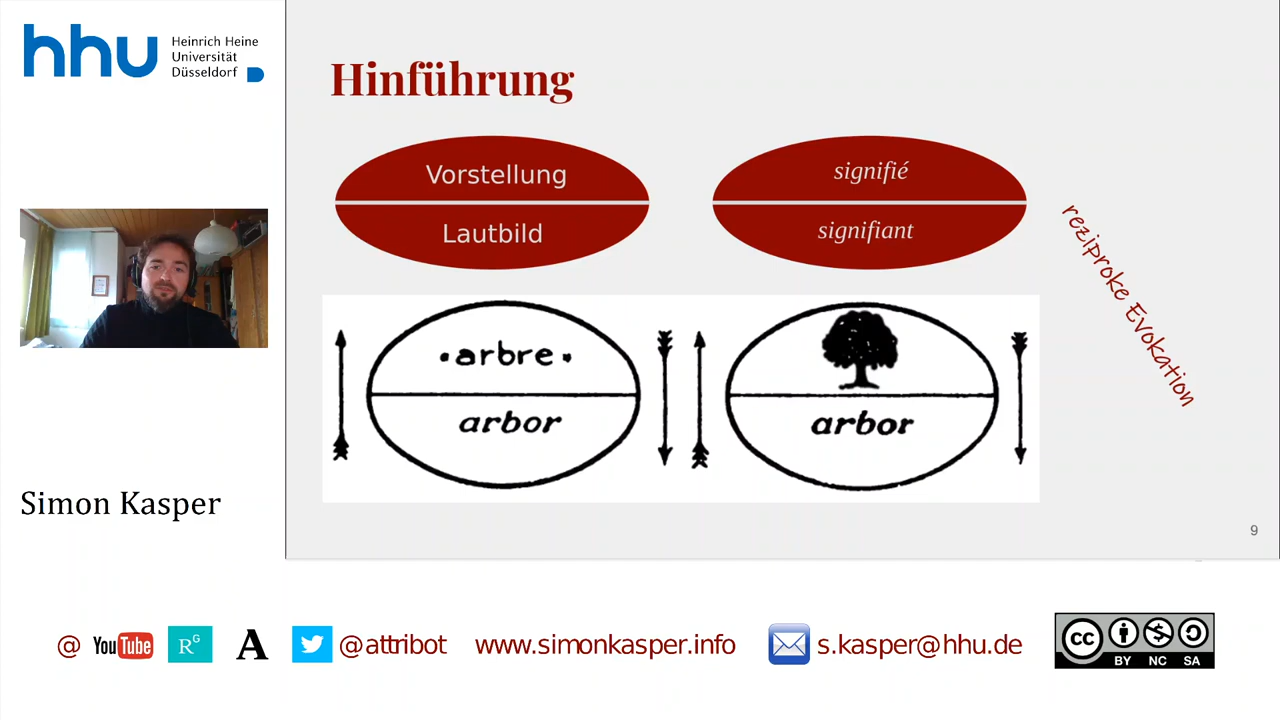 hhu
Heinrich Heine
Universität
Düsseldorf
Hinführung
Vorstellung
Lautbild
signifié
signifiant
reziproke Evokation
•arbre•
arbor
arbor
Simon Kasper
9
@ YouTube RG A @attribot www.simonkasper.info s.kasper@hhu.de
cc
BY NC SA